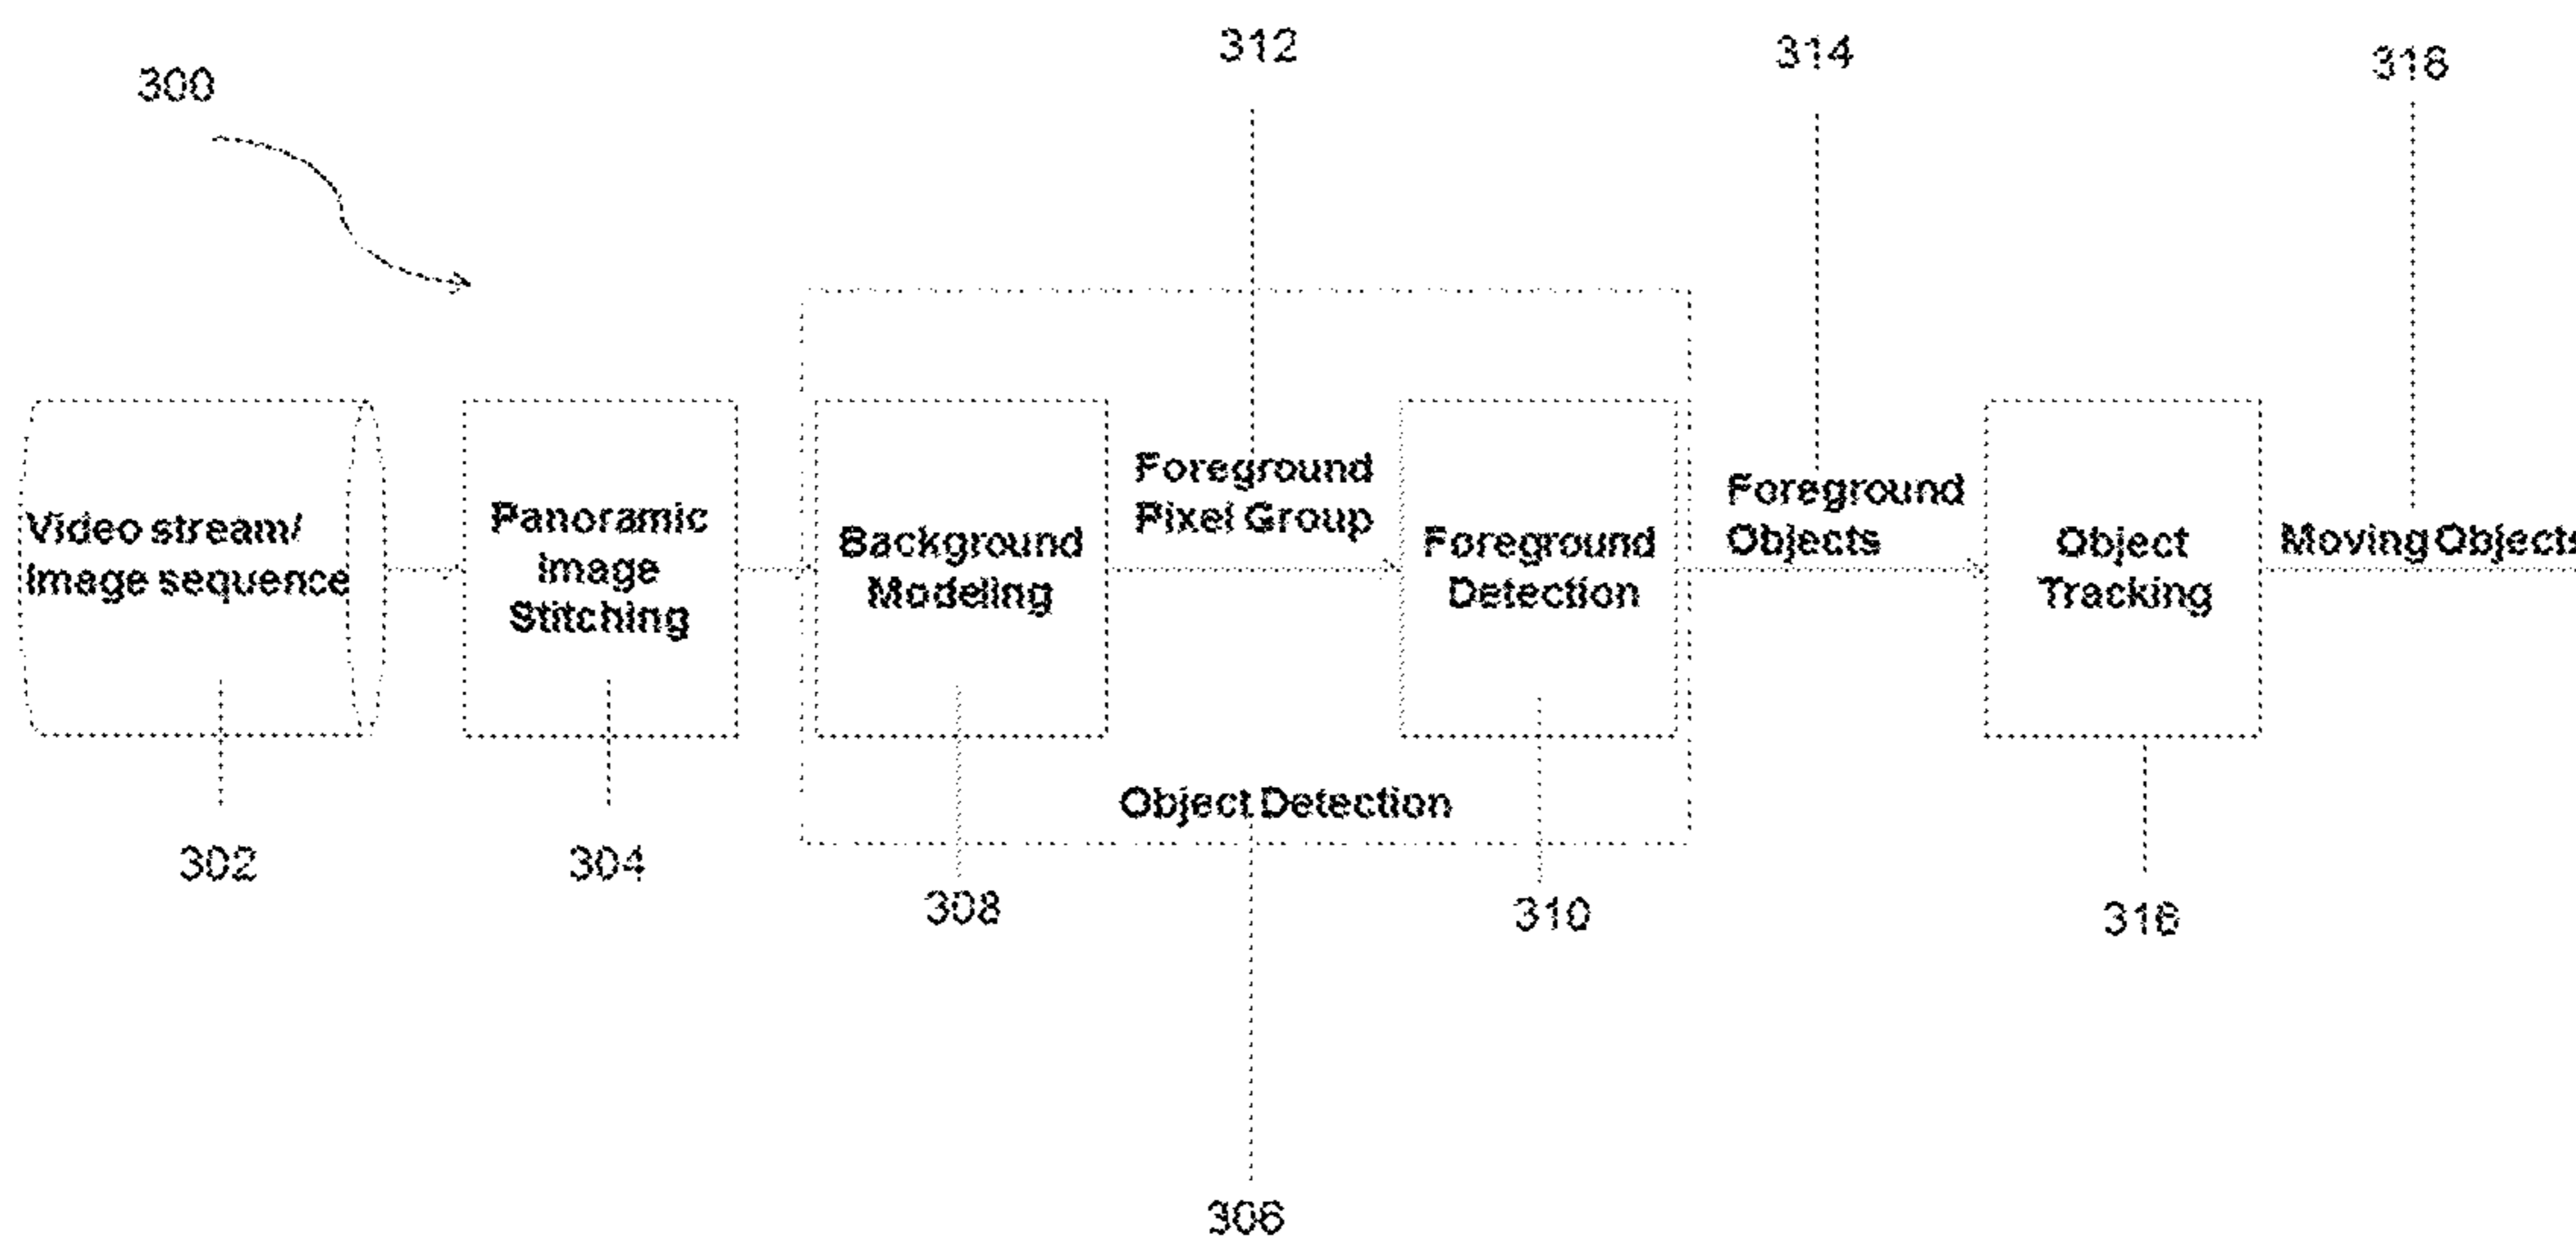 300
312
314
318
Video stream/
Image sequence
Panoramic
Image
Stitching
Background
Modeling
Foreground
Pixel Group
Foreground
Detection
Foreground
Objects
Object
Tracking
Moving Objects
Object Detection
302
304
308
310
316
306